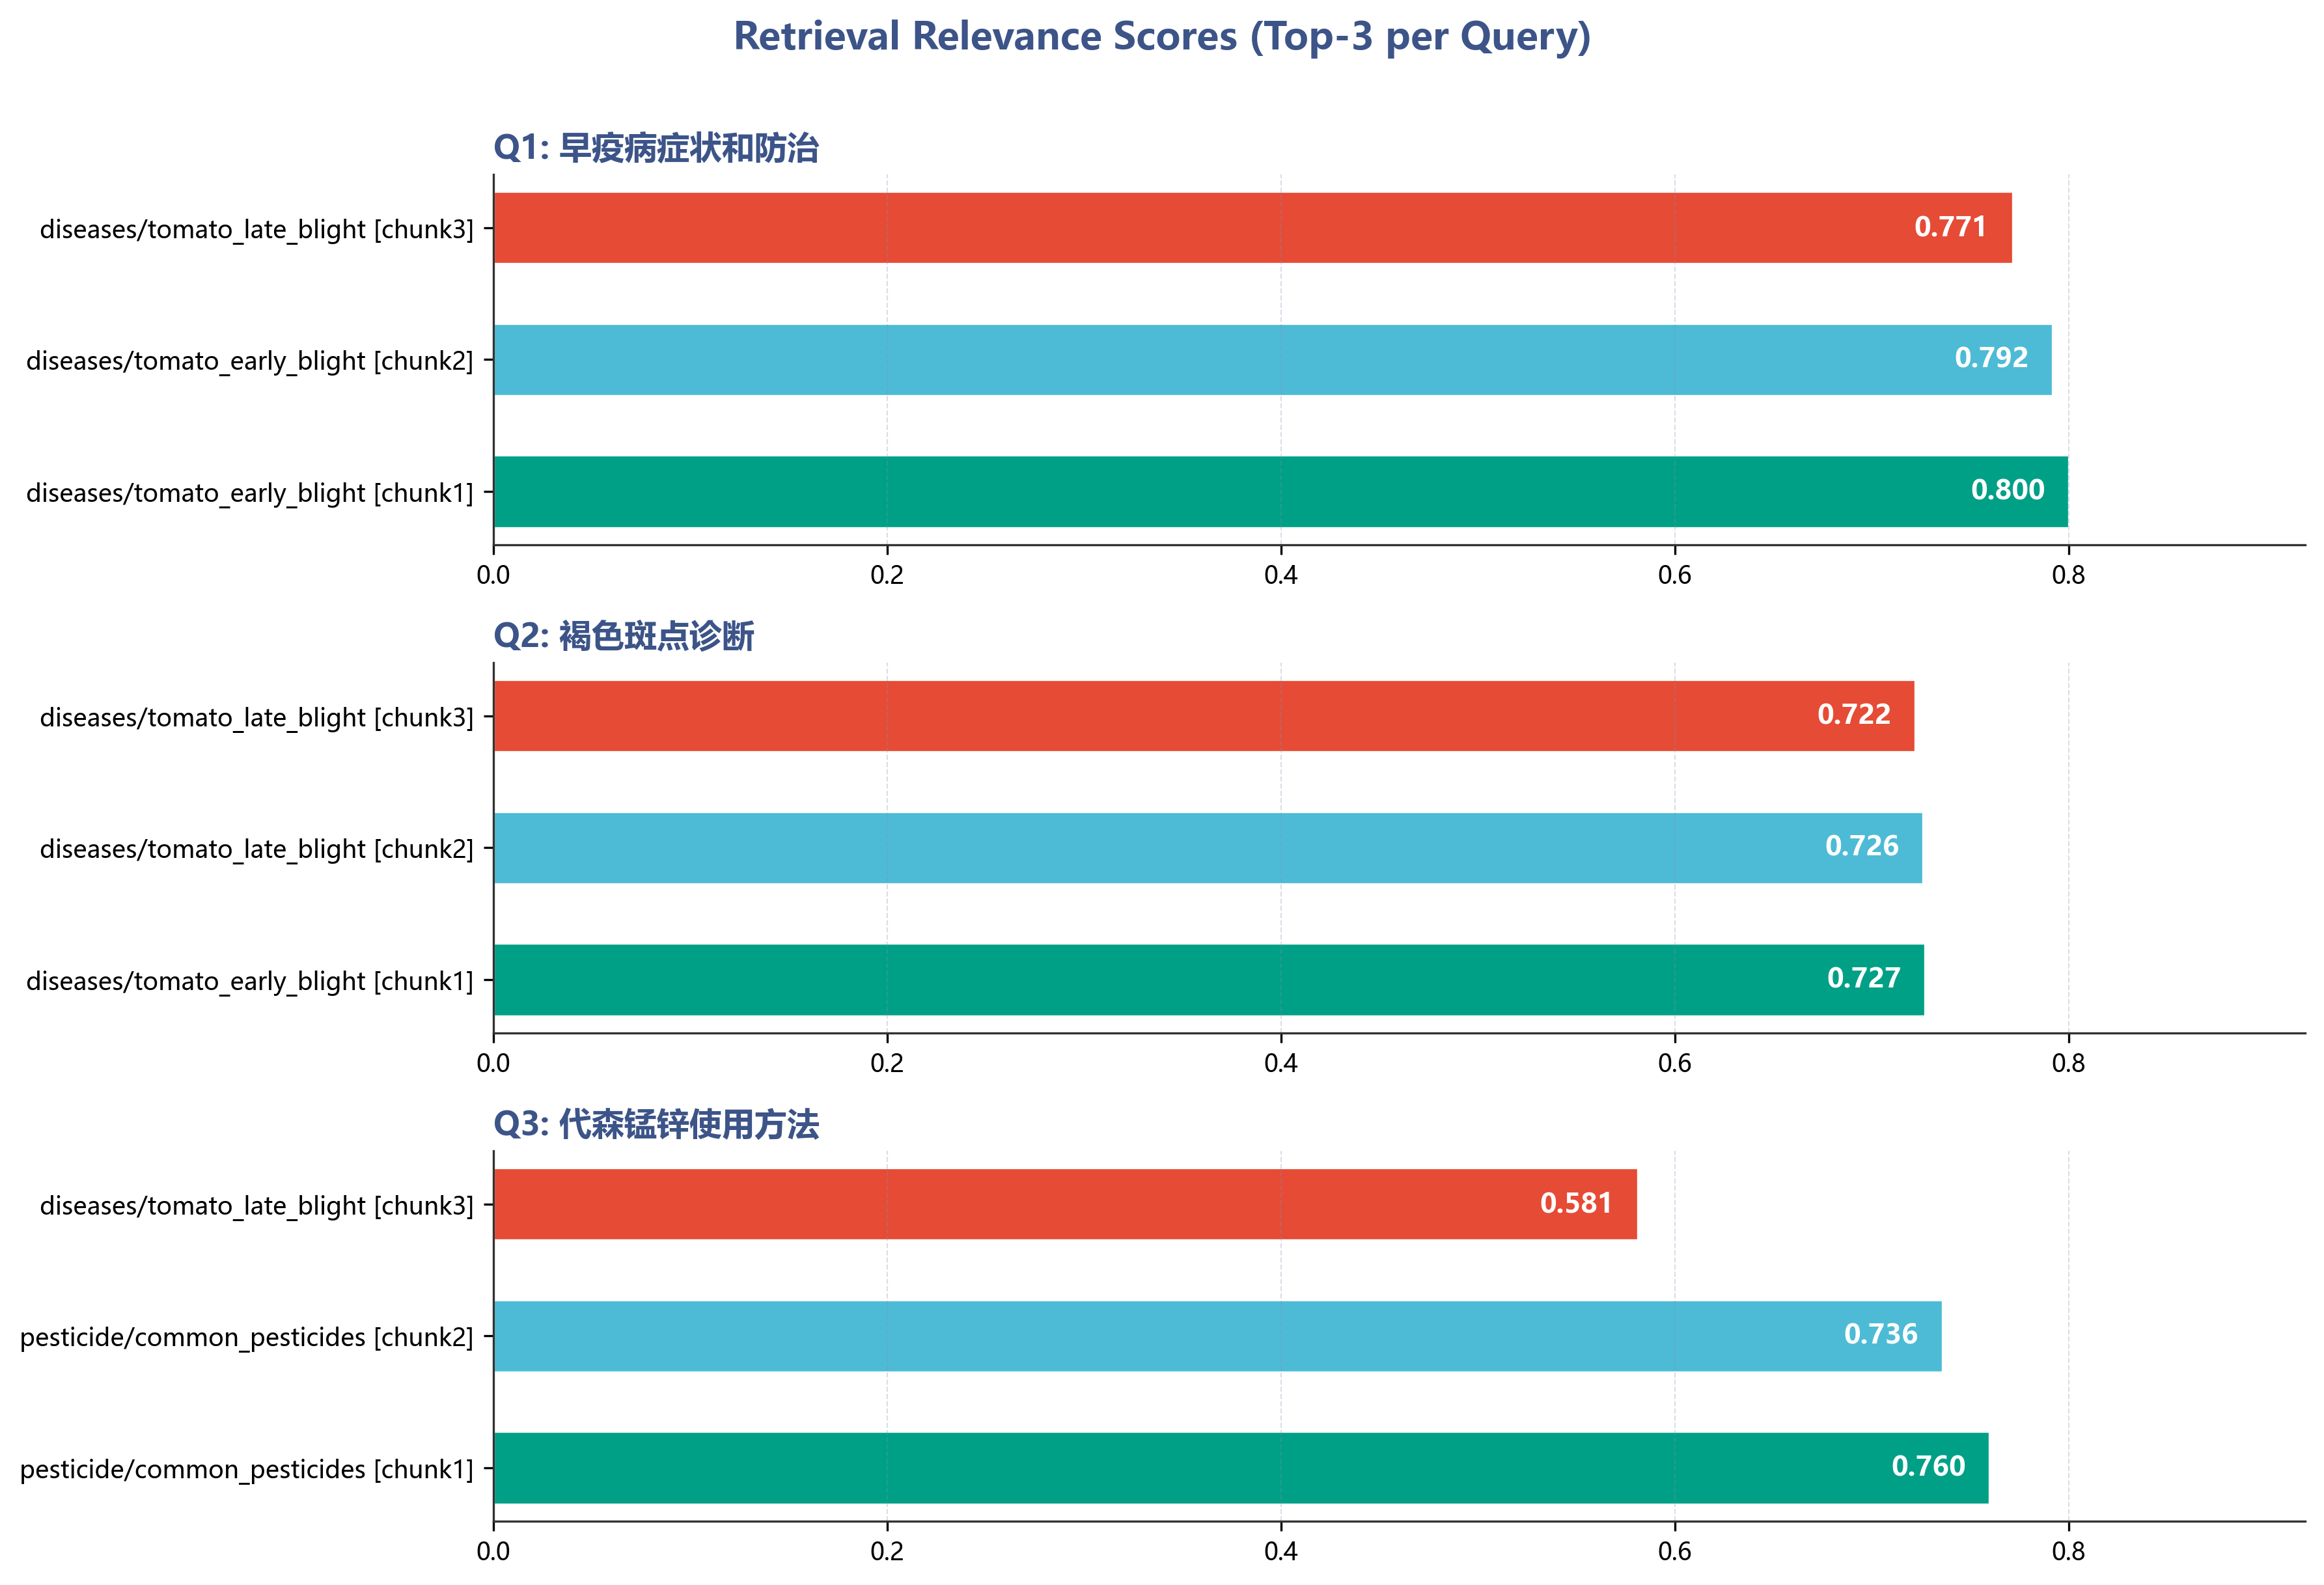 Retrieval Relevance Scores (Top-3 per Query)
Q1: 早疫病症状和防治
diseases/tomato_late_blight [chunk3]
0.771
diseases/tomato_early_blight [chunk2]
0.792
diseases/tomato_early_blight [chunk1]
0.800
0.0 0.2 0.4 0.6 0.8
Q2: 褐色斑点诊断
diseases/tomato_late_blight [chunk3]
0.722
diseases/tomato_late_blight [chunk2]
0.726
diseases/tomato_early_blight [chunk1]
0.727
0.0 0.2 0.4 0.6 0.8
Q3: 代森锰锌使用方法
diseases/tomato_late_blight [chunk3]
0.581
pesticide/common_pesticides [chunk2]
0.736
pesticide/common_pesticides [chunk1]
0.760
0.0 0.2 0.4 0.6 0.8